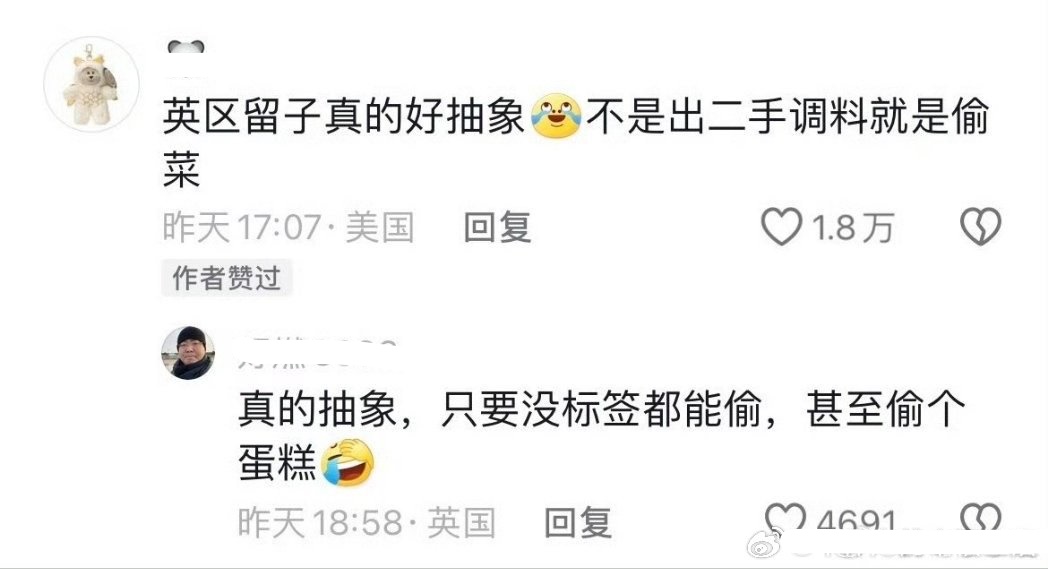 英区留子真的好抽象😂不是出二手调料就是偷
菜
昨天 17:07 · 美国 回复 1.8 万
作者赞过
真的抽象，只要没标签都能偷，甚至偷个
蛋糕🤣
昨天 18:58 · 英国 回复 4691